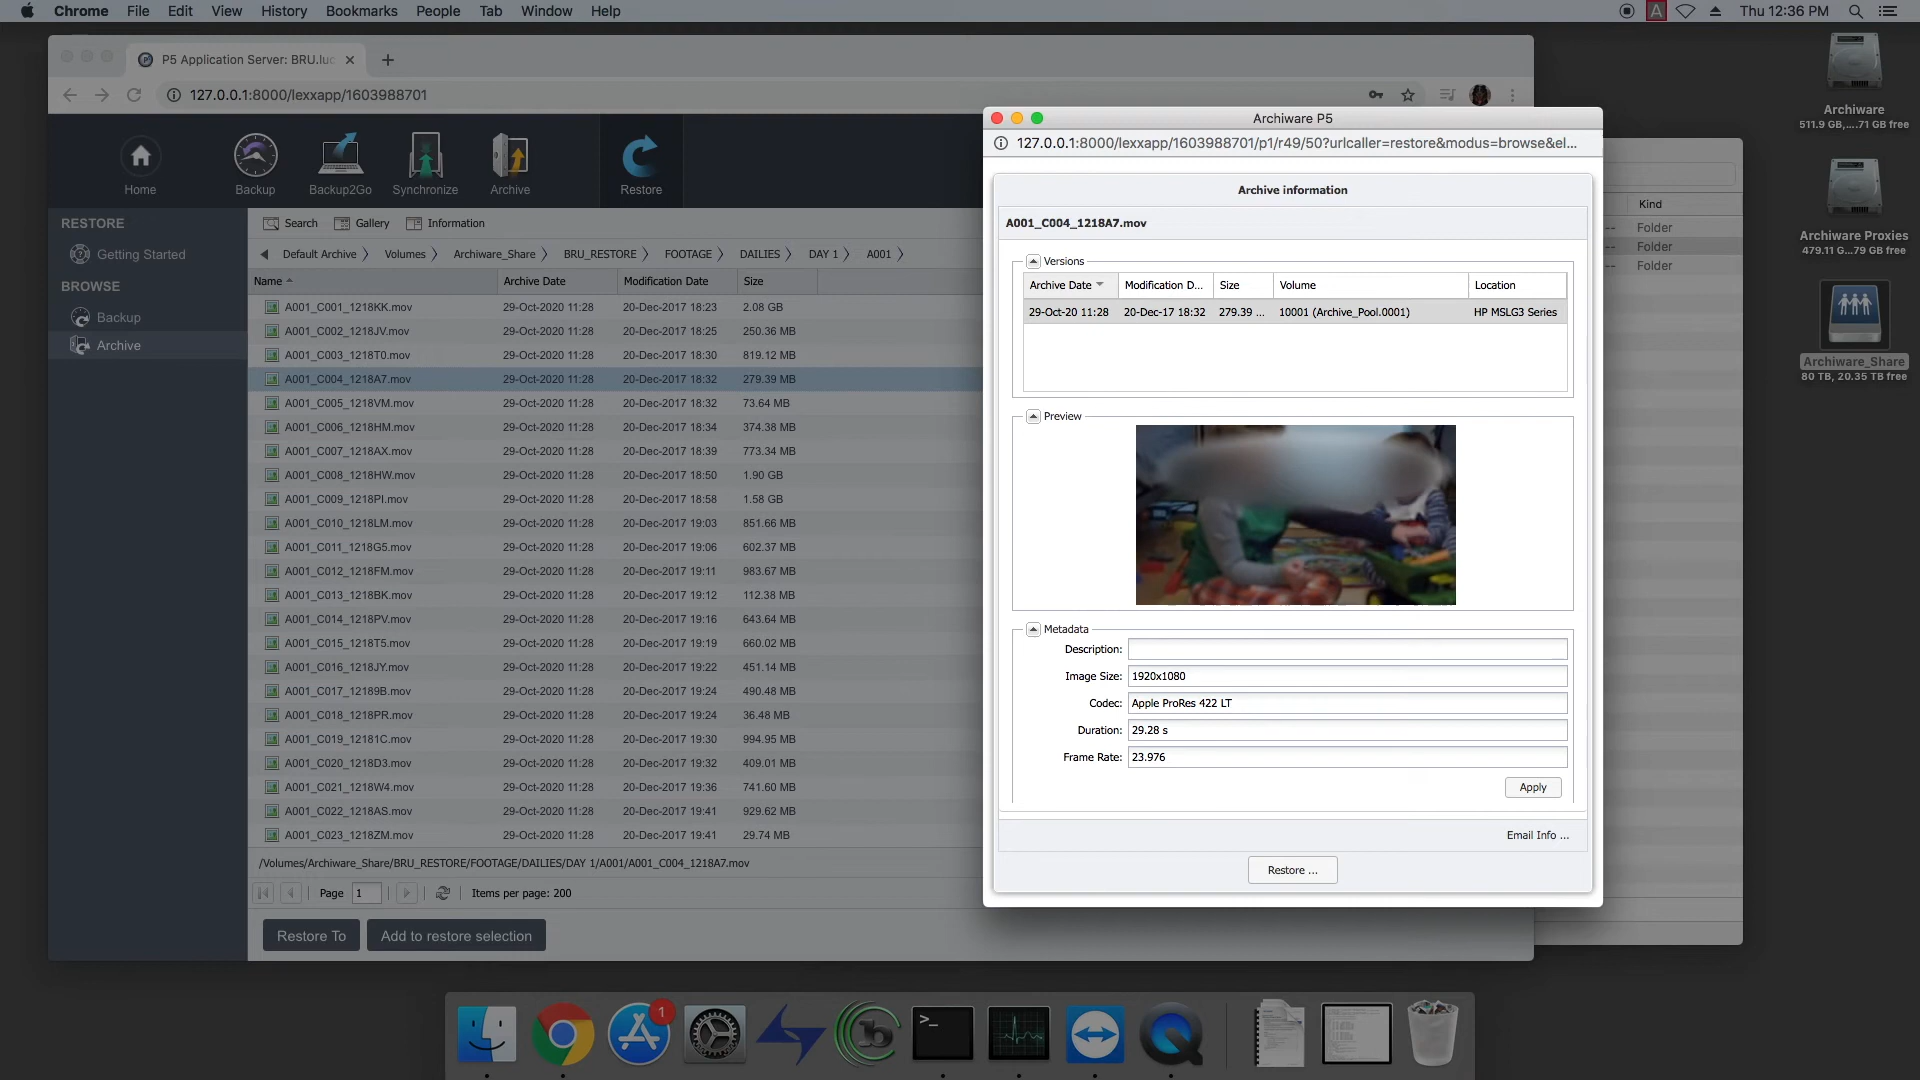 Chrome File Edit View History Bookmarks People Tab Window Help
A Thu 12:36 PM
P5 Application Server: BRU.luc
127.0.0.1:8000/lexxapp/1603988701
Home Backup Backup2Go Synchronize Archive Restore
RESTORE
Getting Started
BROWSE
Backup
Archive
Search Gallery Information
Default Archive Volumes Archiware_Share BRU_RESTORE FOOTAGE DAILIES DAY 1 A001
Name Archive Date Modification Date Size
A001_C001_1218KK.mov 29-Oct-2020 11:28 20-Dec-2017 18:23 2.08 GB
A001_C002_1218JV.mov 29-Oct-2020 11:28 20-Dec-2017 18:25 250.36 MB
A001_C003_1218T0.mov 29-Oct-2020 11:28 20-Dec-2017 18:30 819.12 MB
A001_C004_1218A7.mov 29-Oct-2020 11:28 20-Dec-2017 18:32 279.39 MB
A001_C005_1218VM.mov 29-Oct-2020 11:28 20-Dec-2017 18:32 73.64 MB
A001_C006_1218HM.mov 29-Oct-2020 11:28 20-Dec-2017 18:34 374.38 MB
A001_C007_1218AX.mov 29-Oct-2020 11:28 20-Dec-2017 18:39 773.34 MB
A001_C008_1218HW.mov 29-Oct-2020 11:28 20-Dec-2017 18:50 1.90 GB
A001_C009_1218PI.mov 29-Oct-2020 11:28 20-Dec-2017 18:58 1.58 GB
A001_C010_1218LM.mov 29-Oct-2020 11:28 20-Dec-2017 19:03 851.66 MB
A001_C011_1218G5.mov 29-Oct-2020 11:28 20-Dec-2017 19:06 602.37 MB
A001_C012_1218FM.mov 29-Oct-2020 11:28 20-Dec-2017 19:11 983.67 MB
A001_C013_1218BK.mov 29-Oct-2020 11:28 20-Dec-2017 19:12 112.38 MB
A001_C014_1218PV.mov 29-Oct-2020 11:28 20-Dec-2017 19:16 643.64 MB
A001_C015_1218T5.mov 29-Oct-2020 11:28 20-Dec-2017 19:19 660.02 MB
A001_C016_1218JY.mov 29-Oct-2020 11:28 20-Dec-2017 19:22 451.14 MB
A001_C017_12189B.mov 29-Oct-2020 11:28 20-Dec-2017 19:24 490.48 MB
A001_C018_1218PR.mov 29-Oct-2020 11:28 20-Dec-2017 19:24 36.48 MB
A001_C019_12181C.mov 29-Oct-2020 11:28 20-Dec-2017 19:30 994.95 MB
A001_C020_1218D3.mov 29-Oct-2020 11:28 20-Dec-2017 19:32 409.01 MB
A001_C021_1218W4.mov 29-Oct-2020 11:28 20-Dec-2017 19:36 741.60 MB
A001_C022_1218AS.mov 29-Oct-2020 11:28 20-Dec-2017 19:41 929.62 MB
A001_C023_1218ZM.mov 29-Oct-2020 11:28 20-Dec-2017 19:41 29.74 MB
/Volumes/Archiware_Share/BRU_RESTORE/FOOTAGE/DAILIES/DAY 1/A001/A001_C004_1218A7.mov
Page 1 Items per page: 200
Restore To Add to restore selection
Archiware P5
127.0.0.1:8000/lexxapp/1603988701/p1/r49/50?urlcaller=restore&modus=browse&el...
Archive information
A001_C004_1218A7.mov
Versions
Archive Date Modification D... Size Volume Location
29-Oct-20 11:28 20-Dec-17 18:32 279.39 ... 10001 (Archive_Pool.0001) HP MSLG3 Series
Preview
Metadata
Description:
Image Size: 1920x1080
Codec: Apple ProRes 422 LT
Duration: 29.28 s
Frame Rate: 23.976
Apply
Email Info ...
Restore ...
Kind
-- Folder
-- Folder
-- Folder
Archiware
511.9 GB,....71 GB free
Archiware Proxies
479.11 G...79 GB free
Archiware_Share
80 TB, 20.35 TB free
1
>_
b